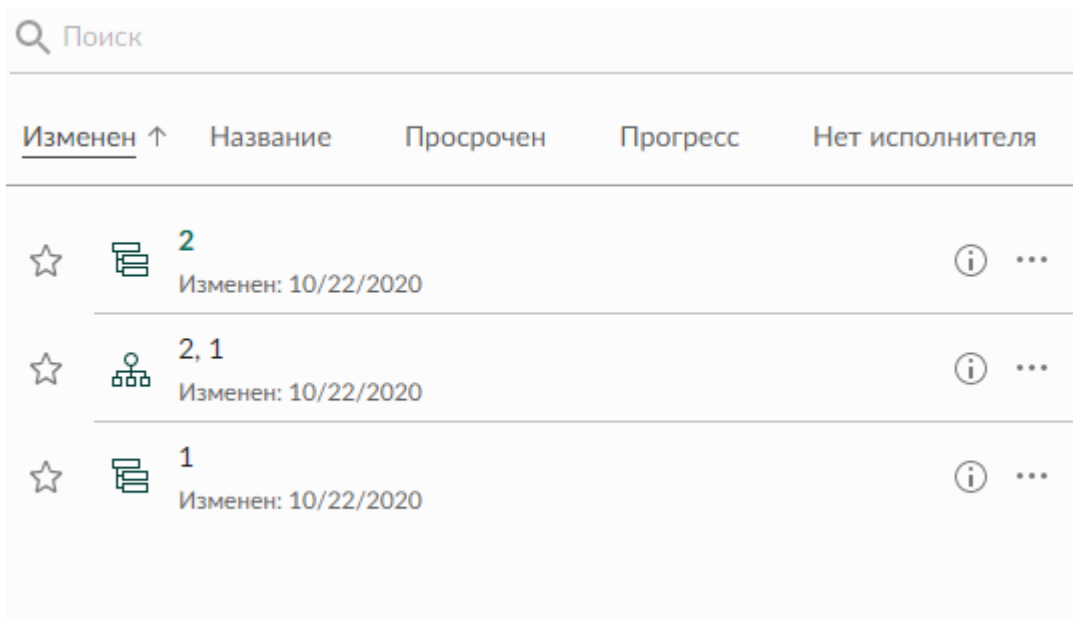 Поиск
Изменен ↑ Название Просрочен Прогресс Нет исполнителя
2
Изменен: 10/22/2020
2, 1
Изменен: 10/22/2020
1
Изменен: 10/22/2020